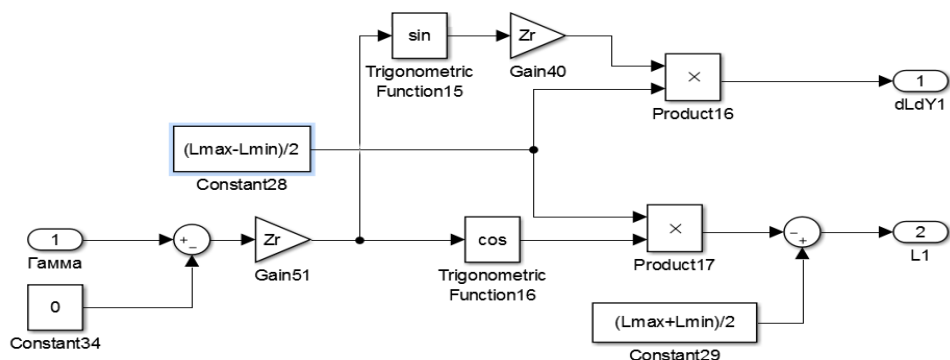 sin
Trigonometric
Function15
Zr
Gain40
×
Product16
1
dLdY1
(Lmax-Lmin)/2
Constant28
1
Гамма
+
−
Zr
Gain51
0
Constant34
cos
Trigonometric
Function16
×
Product17
−
+
2
L1
(Lmax+Lmin)/2
Constant29